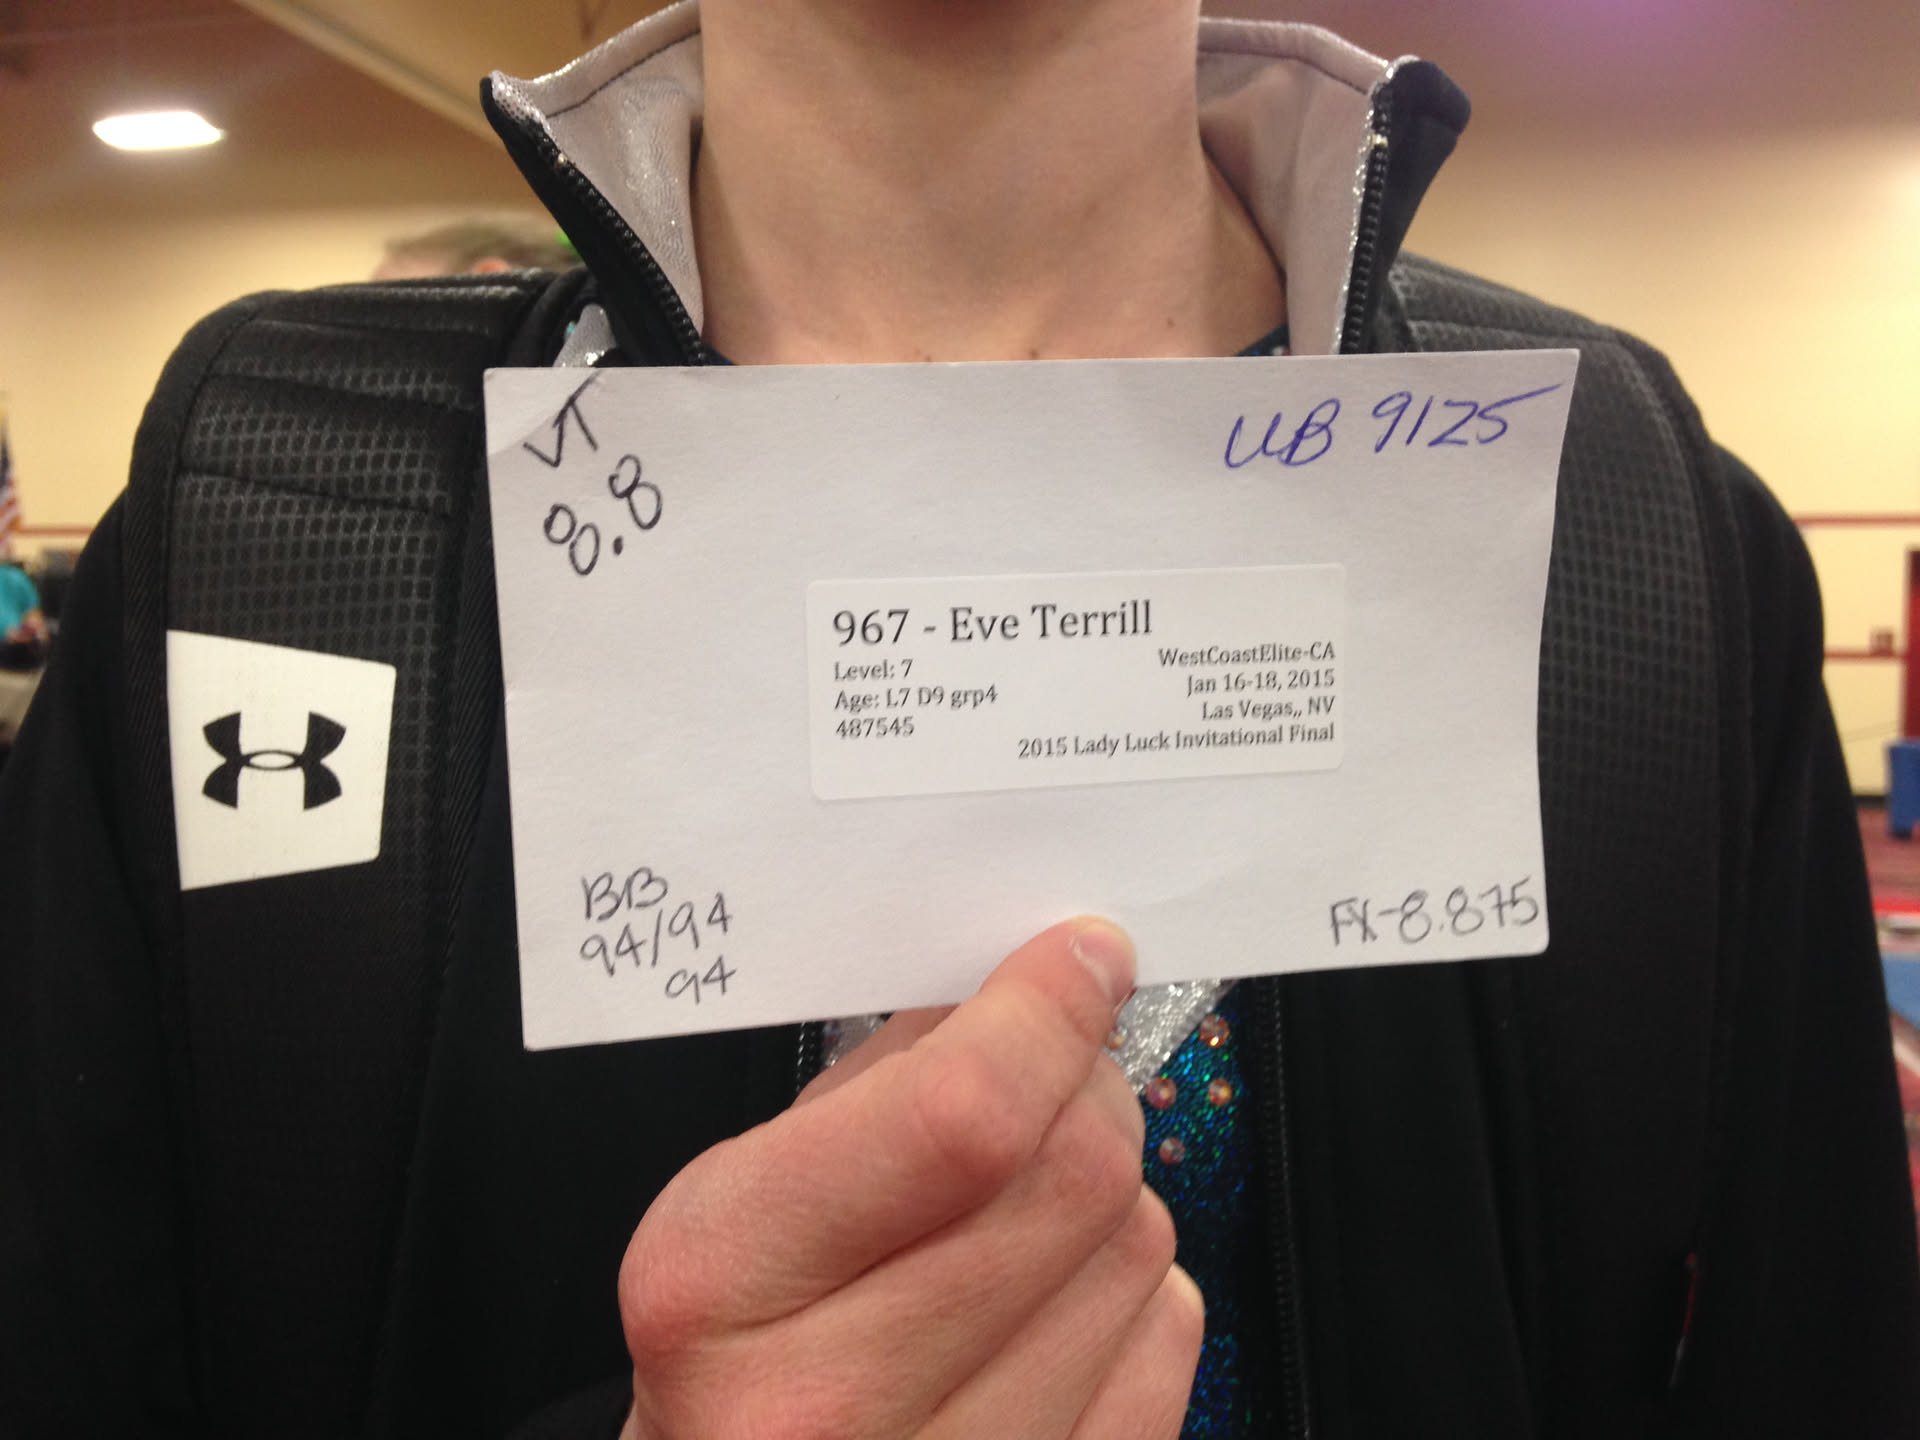 VT
8.8
UB 9125
967 - Eve Terrill
Level: 7
Age: L7 D9 grp4
487545
WestCoastElite-CA
Jan 16-18, 2015
Las Vegas,, NV
2015 Lady Luck Invitational Final
BB
94/94
94
FX-8.875